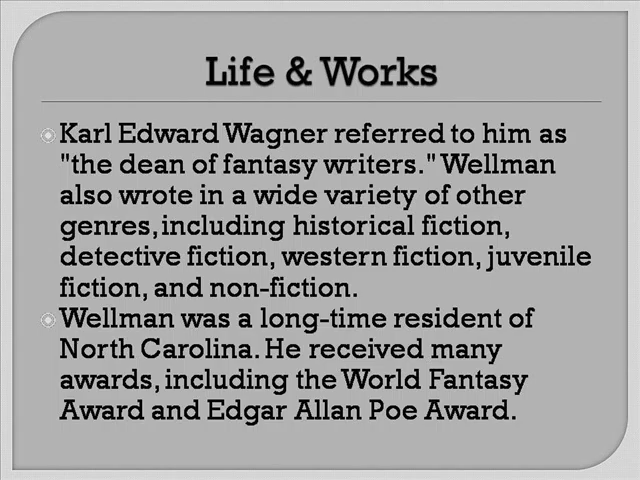 Life & Works
Karl Edward Wagner referred to him as
"the dean of fantasy writers." Wellman
also wrote in a wide variety of other
genres, including historical fiction,
detective fiction, western fiction, juvenile
fiction, and non-fiction.
Wellman was a long-time resident of
North Carolina. He received many
awards, including the World Fantasy
Award and Edgar Allan Poe Award.